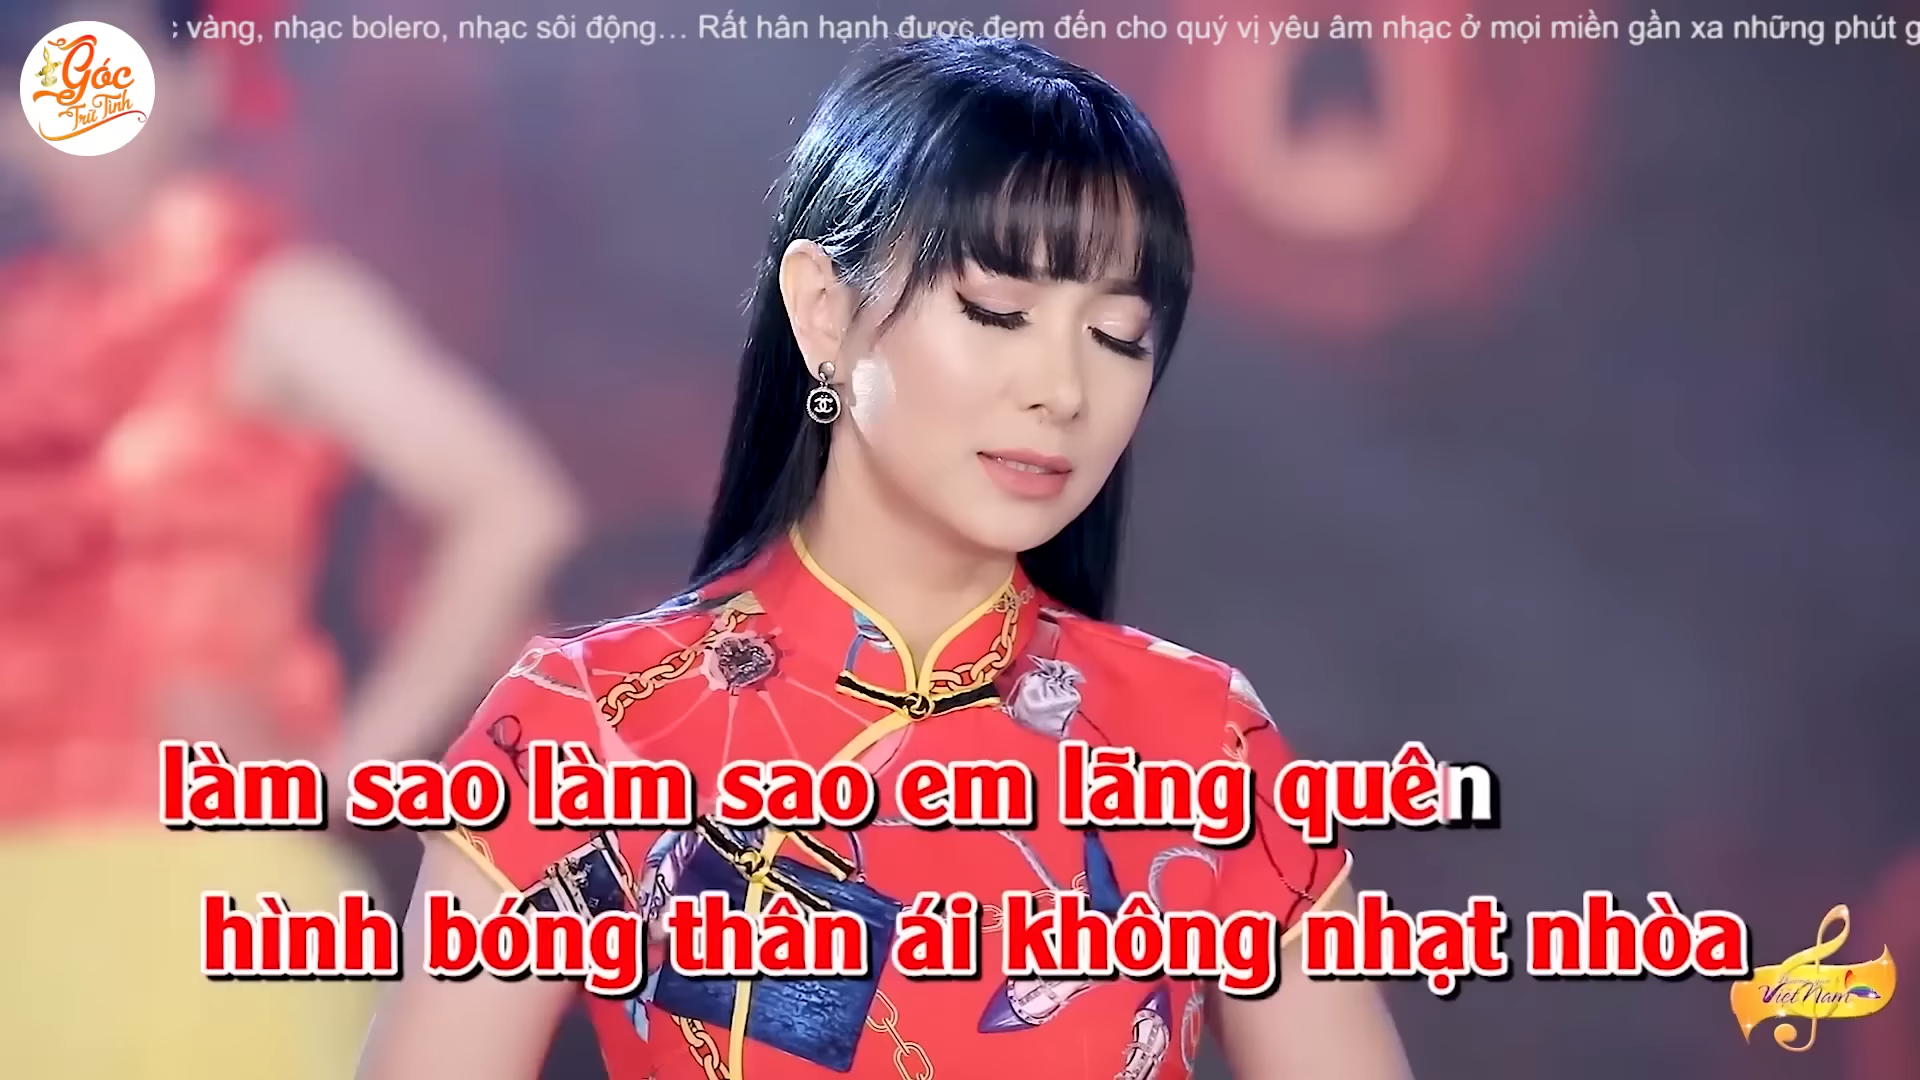 vàng, nhạc bolero, nhạc sôi động... Rất hân hạnh được đem đến cho quý vị yêu âm nhạc ở mọi miền gần xa những phút
Góc
Trữ Tình
làm sao làm sao em lãng quên
hình bóng thân ái không nhạt nhòa
Việt Nam